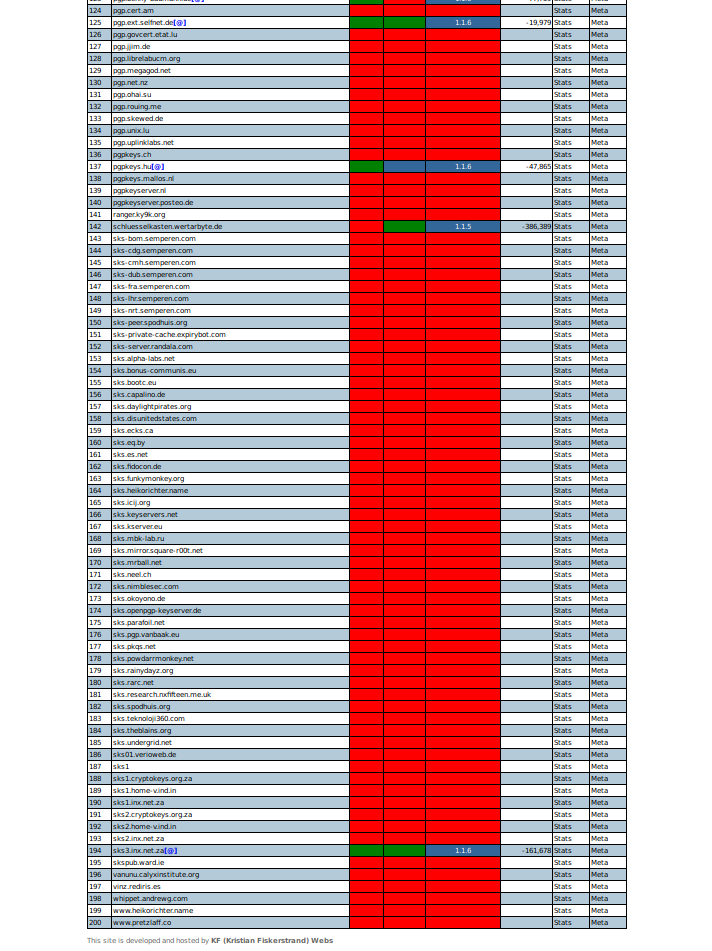 124 pgp.cert.am Stats Meta
125 pgp.ext.selfnet.de[@] 1.1.6 -19,979 Stats Meta
126 pgp.govcert.etat.lu Stats Meta
127 pgp.jjim.de Stats Meta
128 pgp.librelabucm.org Stats Meta
129 pgp.megagod.net Stats Meta
130 pgp.net.nz Stats Meta
131 pgp.ohai.su Stats Meta
132 pgp.rouing.me Stats Meta
133 pgp.skewed.de Stats Meta
134 pgp.unix.lu Stats Meta
135 pgp.uplinklabs.net Stats Meta
136 pgpkeys.ch Stats Meta
137 pgpkeys.hu[@] 1.1.6 -47,865 Stats Meta
138 pgpkeys.mallos.nl Stats Meta
139 pgpkeyserver.nl Stats Meta
140 pgpkeyserver.posteo.de Stats Meta
141 ranger.ky9k.org Stats Meta
142 schluesselkasten.wertarbyte.de 1.1.5 -386,389 Stats Meta
143 sks-bom.semperen.com Stats Meta
144 sks-cdg.semperen.com Stats Meta
145 sks-cmh.semperen.com Stats Meta
146 sks-dub.semperen.com Stats Meta
147 sks-fra.semperen.com Stats Meta
148 sks-lhr.semperen.com Stats Meta
149 sks-nrt.semperen.com Stats Meta
150 sks-peer.spodhuis.org Stats Meta
151 sks-private-cache.expirybot.com Stats Meta
152 sks-server.randala.com Stats Meta
153 sks.alpha-labs.net Stats Meta
154 sks.bonus-communis.eu Stats Meta
155 sks.bootc.eu Stats Meta
156 sks.capalino.de Stats Meta
157 sks.daylightpirates.org Stats Meta
158 sks.disunitedstates.com Stats Meta
159 sks.ecks.ca Stats Meta
160 sks.eq.by Stats Meta
161 sks.es.net Stats Meta
162 sks.fidocon.de Stats Meta
163 sks.funkymonkey.org Stats Meta
164 sks.heikorichter.name Stats Meta
165 sks.icij.org Stats Meta
166 sks.keyservers.net Stats Meta
167 sks.kserver.eu Stats Meta
168 sks.mbk-lab.ru Stats Meta
169 sks.mirror.square-r00t.net Stats Meta
170 sks.mrball.net Stats Meta
171 sks.neel.ch Stats Meta
172 sks.nimblesec.com Stats Meta
173 sks.okoyono.de Stats Meta
174 sks.openpgp-keyserver.de Stats Meta
175 sks.parafoil.net Stats Meta
176 sks.pgp.vanbaak.eu Stats Meta
177 sks.pkqs.net Stats Meta
178 sks.powdarrmonkey.net Stats Meta
179 sks.rainydayz.org Stats Meta
180 sks.rarc.net Stats Meta
181 sks.research.nxfifteen.me.uk Stats Meta
182 sks.spodhuis.org Stats Meta
183 sks.teknoloji360.com Stats Meta
184 sks.theblains.org Stats Meta
185 sks.undergrid.net Stats Meta
186 sks01.verioweb.de Stats Meta
187 sks1 Stats Meta
188 sks1.cryptokeys.org.za Stats Meta
189 sks1.home-v.ind.in Stats Meta
190 sks1.inx.net.za Stats Meta
191 sks2.cryptokeys.org.za Stats Meta
192 sks2.home-v.ind.in Stats Meta
193 sks2.inx.net.za Stats Meta
194 sks3.inx.net.za[@] 1.1.6 -161,678 Stats Meta
195 skspub.ward.ie Stats Meta
196 vanunu.calyxinstitute.org Stats Meta
197 vinz.rediris.es Stats Meta
198 whippet.andrewg.com Stats Meta
199 www.heikorichter.name Stats Meta
200 www.pretzlaff.co Stats Meta
This site is developed and hosted by KF (Kristian Fiskerstrand) Webs